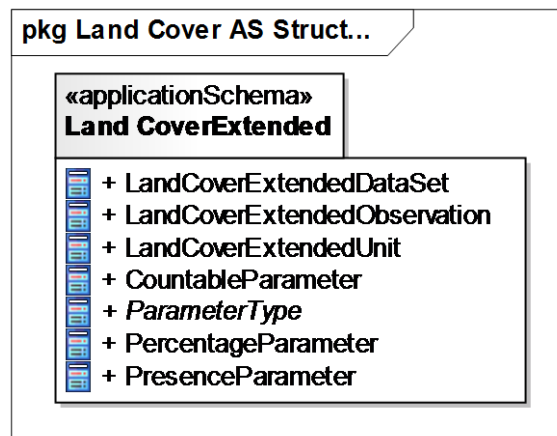 pkg Land Cover AS Struct...
«applicationSchema»
Land CoverExtended
+ LandCoverExtendedDataSet
+ LandCoverExtendedObservation
+ LandCoverExtendedUnit
+ CountableParameter
+ ParameterType
+ PercentageParameter
+ PresenceParameter